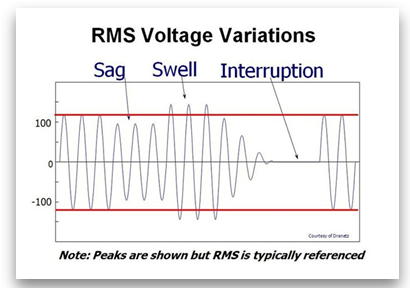 RMS Voltage Variations
Sag Swell Interruption
100
0
-100
Courtesy of Dranetz
Note: Peaks are shown but RMS is typically referenced